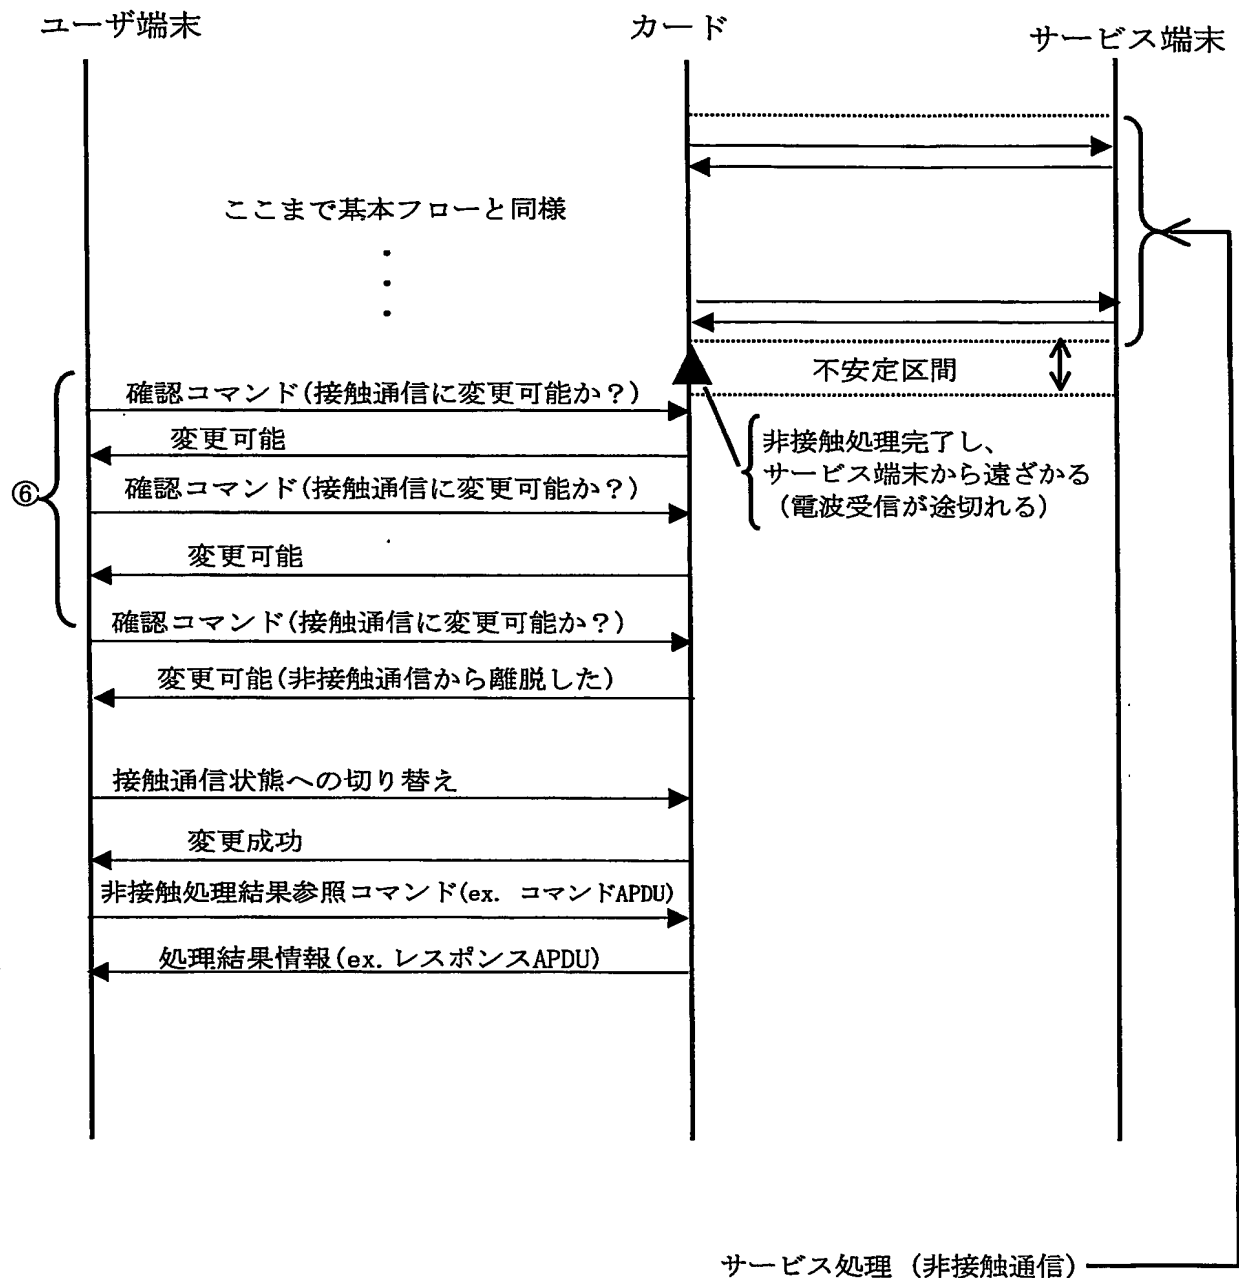 ユーザ端末
カード
サービス端末
ここまで基本フローと同様
・
・
・
不安定区間
確認コマンド(接触通信に変更可能か？)
変更可能
非接触処理完了し、
サービス端末から遠ざかる
(電波受信が途切れる)
⑥
確認コマンド(接触通信に変更可能か？)
変更可能
確認コマンド(接触通信に変更可能か？)
変更可能(非接触通信から離脱した)
接触通信状態への切り替え
変更成功
非接触処理結果参照コマンド(ex. コマンドAPDU)
処理結果情報(ex. レスポンスAPDU)
サービス処理 (非接触通信)